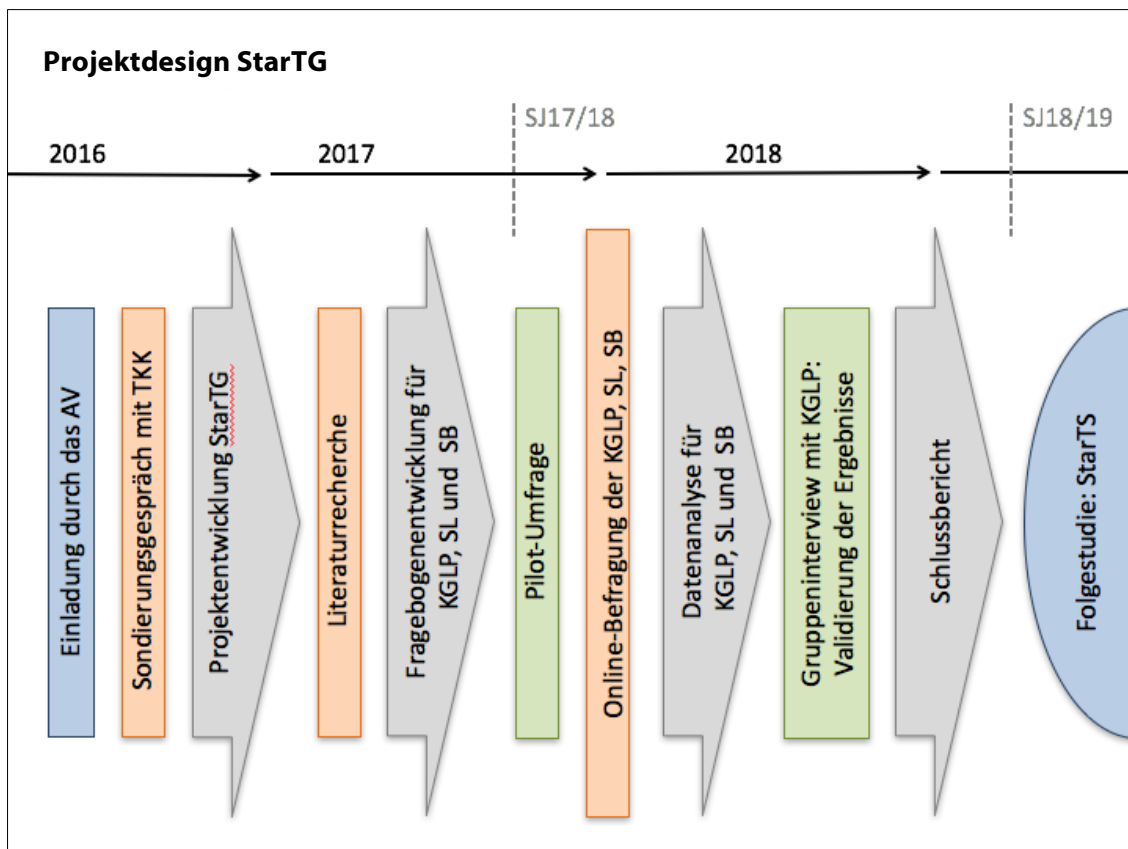 Projektdesign StarTG
SJ17/18
SJ18/19
2016
2017
2018
Einladung durch das AV
Sondierungsgespräch mit TKK
Projektentwicklung StarTG
Literaturrecherche
Fragebogenentwicklung für
KGLP, SL und SB
Pilot-Umfrage
Online-Befragung der KGLP, SL, SB
Datenanalyse für
KGLP, SL und SB
Gruppeninterview mit KGLP:
Validierung der Ergebnisse
Schlussbericht
Folgestudie: StarTS